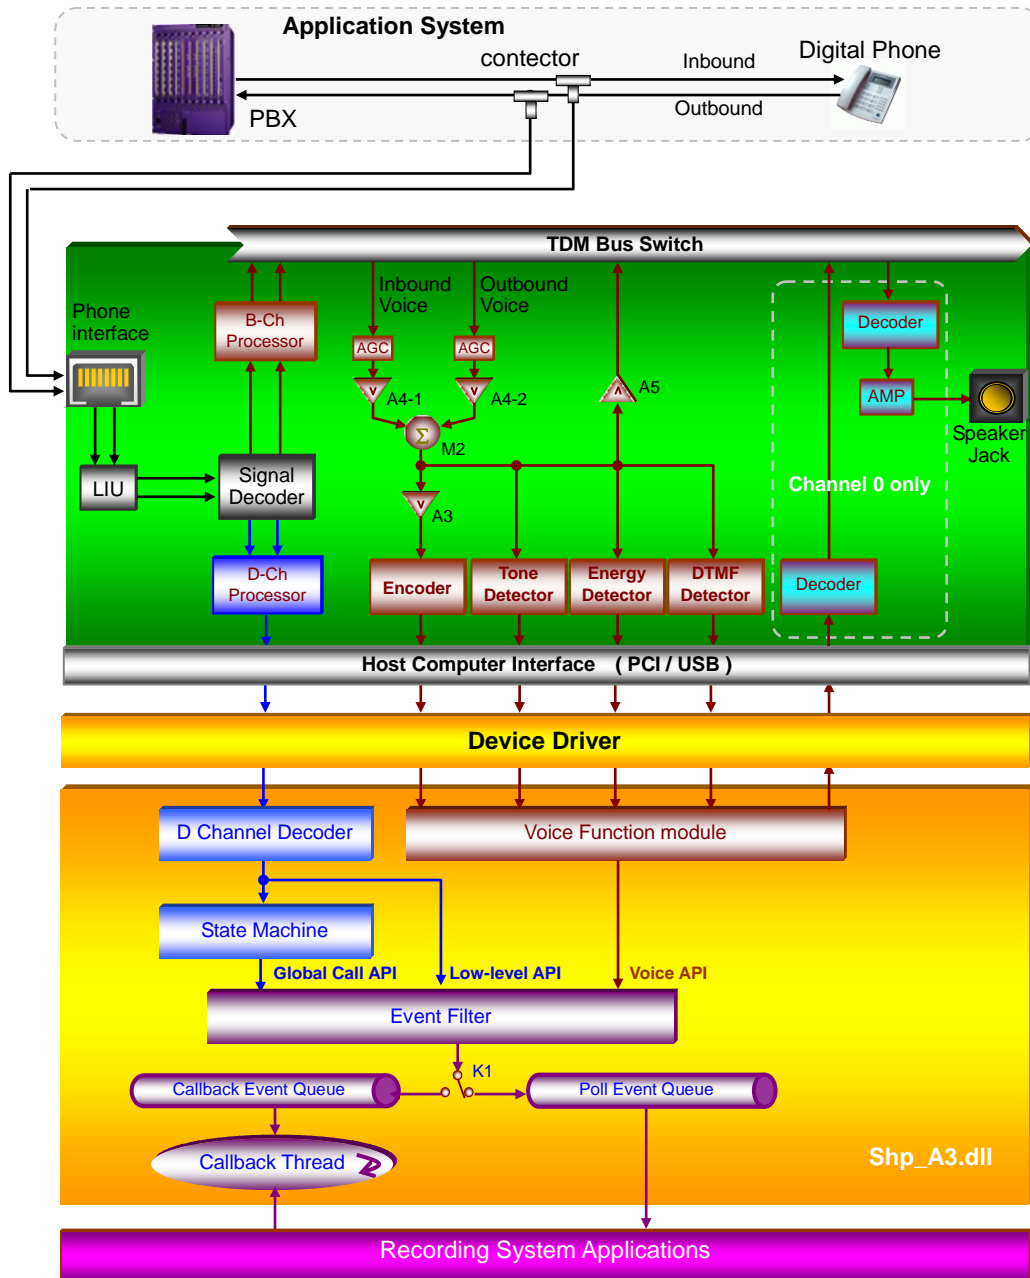 Application System
contector
Digital Phone
Inbound
Outbound
PBX
TDM Bus Switch
Inbound
Voice
Outbound
Voice
Phone
interface
B-Ch
Processor
Decoder
AGC
AGC
A4-1
A4-2
A5
AMP
Σ
M2
Speaker
Jack
LIU
Signal
Decoder
Channel 0 only
A3
D-Ch
Processor
Encoder
Tone
Detector
Energy
Detector
DTMF
Detector
Decoder
Host Computer Interface ( PCI / USB )
Device Driver
D Channel Decoder
Voice Function module
State Machine
Global Call API
Low-level API
Voice API
Event Filter
K1
Callback Event Queue
Poll Event Queue
Callback Thread
Shp_A3.dll
Recording System Applications